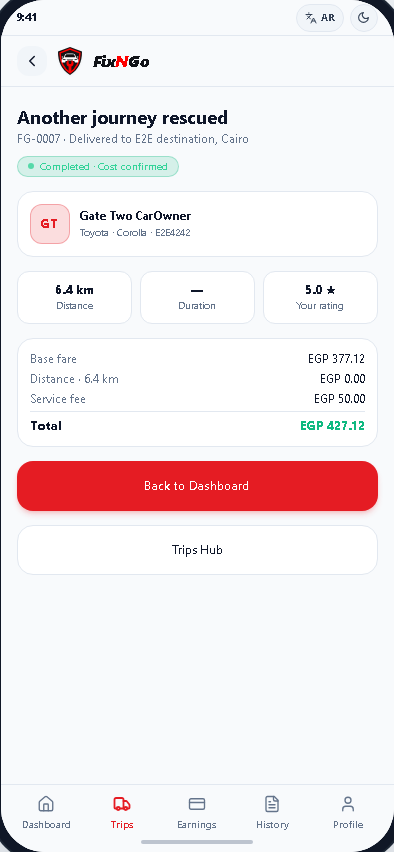 9:41
AR
FixNGo
Another journey rescued
FG-0007 · Delivered to E2E destination, Cairo
Completed · Cost confirmed
GT
Gate Two CarOwner
Toyota · Corolla · E2E4242
6.4 km
Distance
—
Duration
5.0 ★
Your rating
Base fare EGP 377.12
Distance · 6.4 km EGP 0.00
Service fee EGP 50.00
Total EGP 427.12
Back to Dashboard
Trips Hub
Dashboard Trips Earnings History Profile